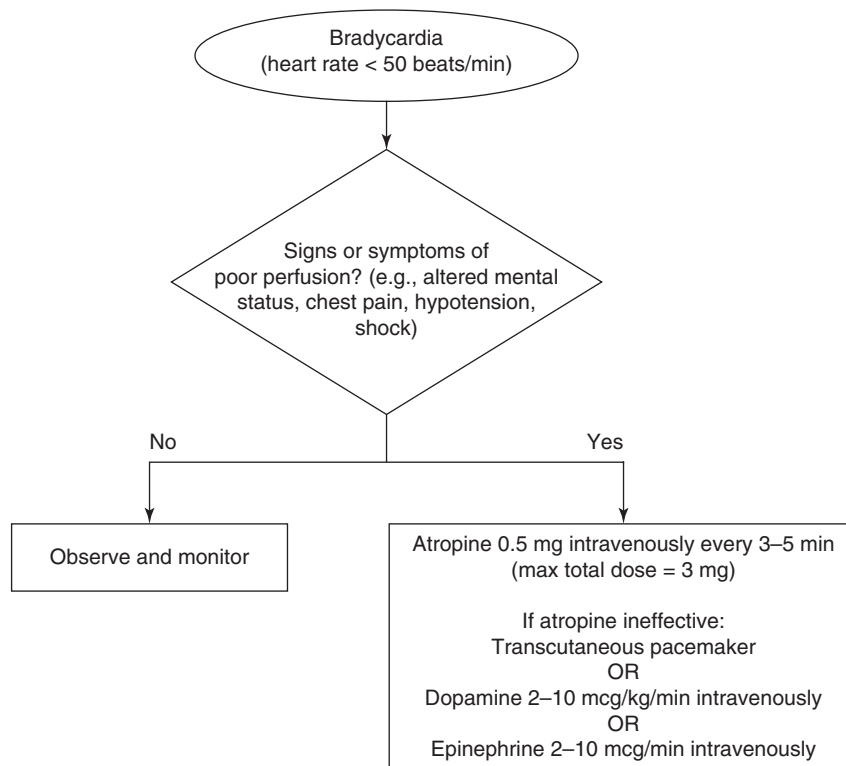 Bradycardia
(heart rate < 50 beats/min)
Signs or symptoms of
poor perfusion? (e.g., altered mental
status, chest pain, hypotension,
shock)
No
Yes
Observe and monitor
Atropine 0.5 mg intravenously every 3–5 min
(max total dose = 3 mg)
If atropine ineffective:
Transcutaneous pacemaker
OR
Dopamine 2–10 mcg/kg/min intravenously
OR
Epinephrine 2–10 mcg/min intravenously